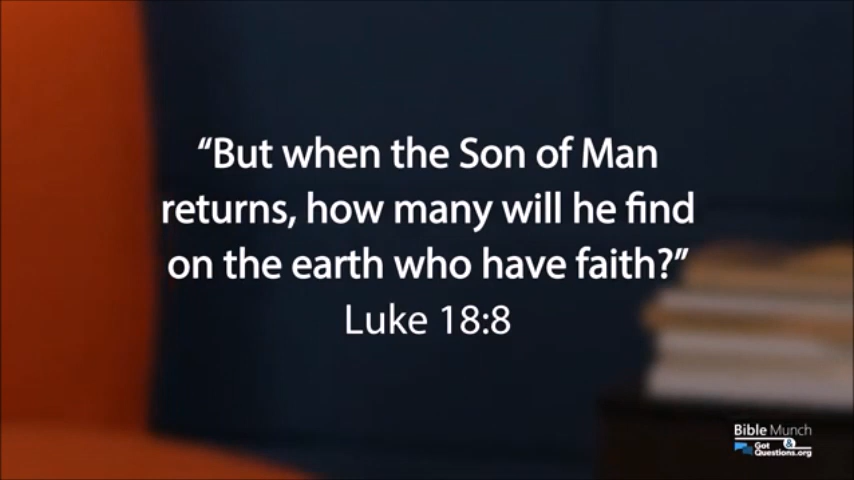 “But when the Son of Man
returns, how many will he find
on the earth who have faith?”
Luke 18:8
Bible Munch
&
Got
Questions.org